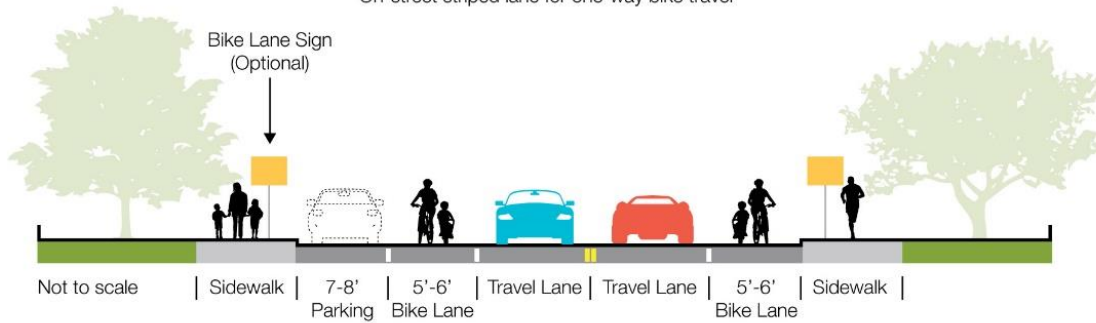 On-street striped lane for one-way bike travel
Bike Lane Sign
(Optional)
Not to scale
Sidewalk
7-8’
Parking
5’-6’
Bike Lane
Travel Lane
Travel Lane
5’-6’
Bike Lane
Sidewalk